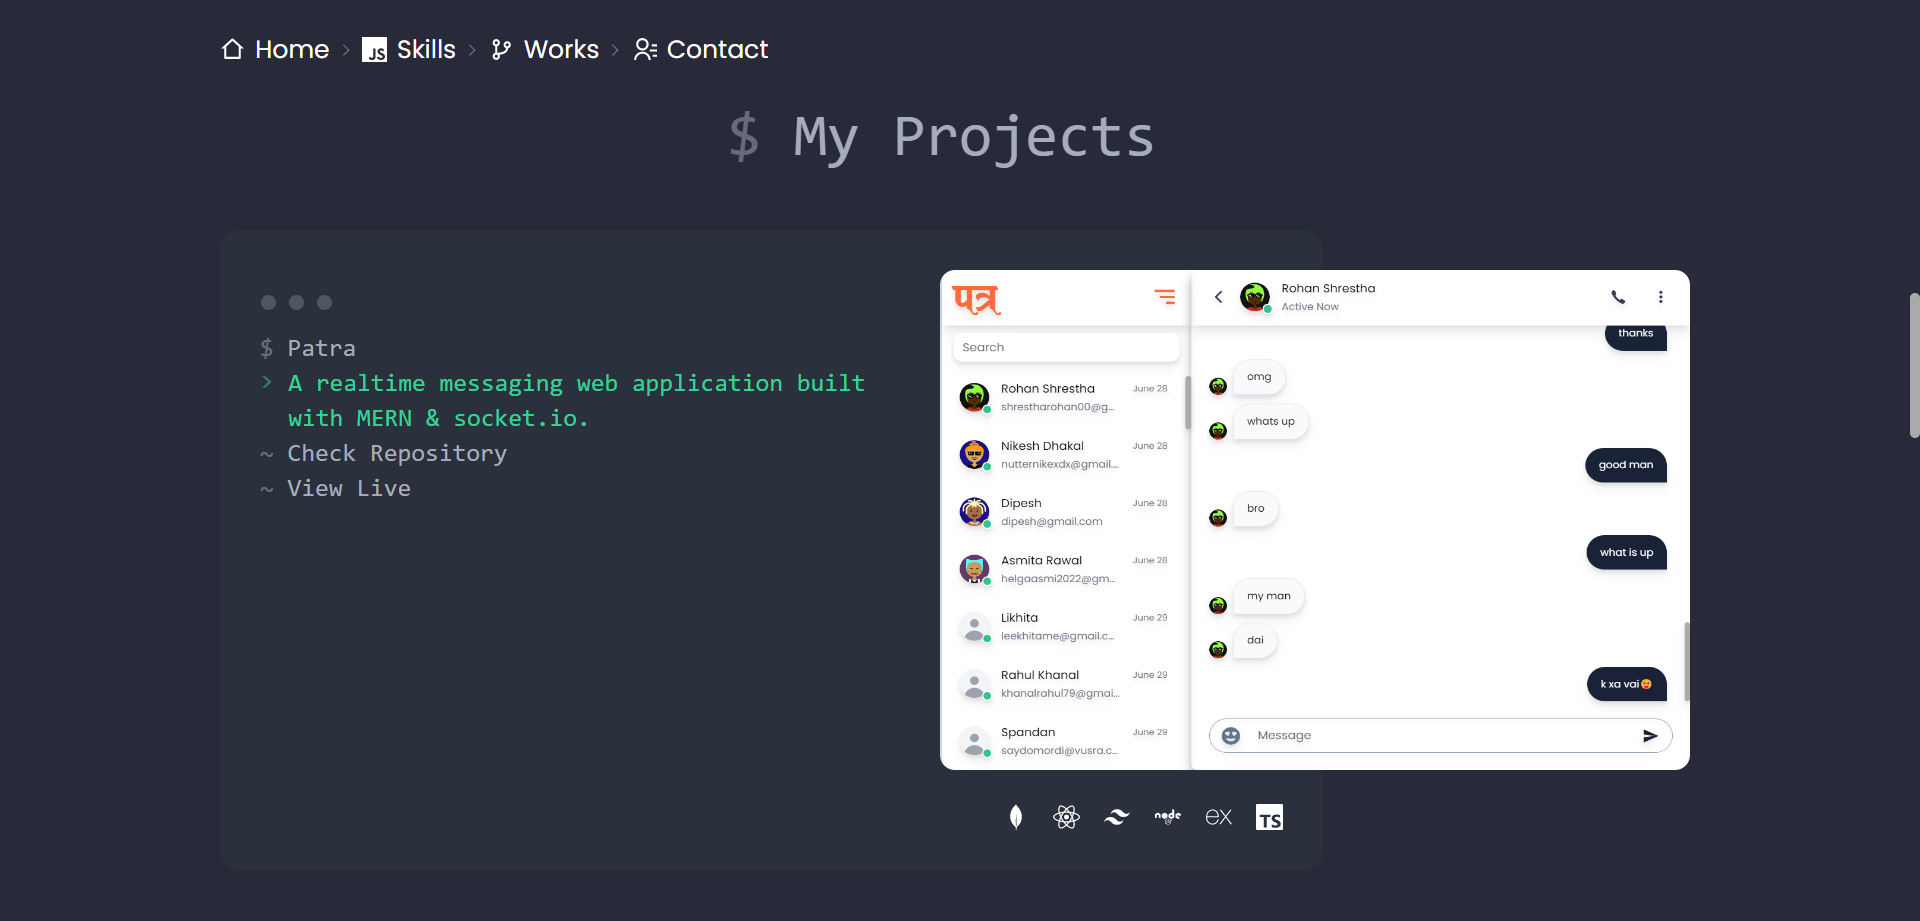 Home > JS Skills > Works > Contact
$ My Projects
$ Patra
> A realtime messaging web application built
with MERN & socket.io.
~ Check Repository
~ View Live
पत्र
Search
Rohan Shrestha June 28
shrestharohan00@g...
Nikesh Dhakal June 28
nutternikexdx@gmail....
Dipesh June 28
dipesh@gmail.com
Asmita Rawal June 28
helgaasmi2022@gm...
Likhita June 29
leekhitame@gmail.c...
Rahul Khanal June 29
khanalrahul79@gmai...
Spandan June 29
saydomordi@vusra.c...
Rohan Shrestha
Active Now
thanks
omg
whats up
good man
bro
what is up
my man
dai
k xa vai😍
Message
node
JS
ex
TS